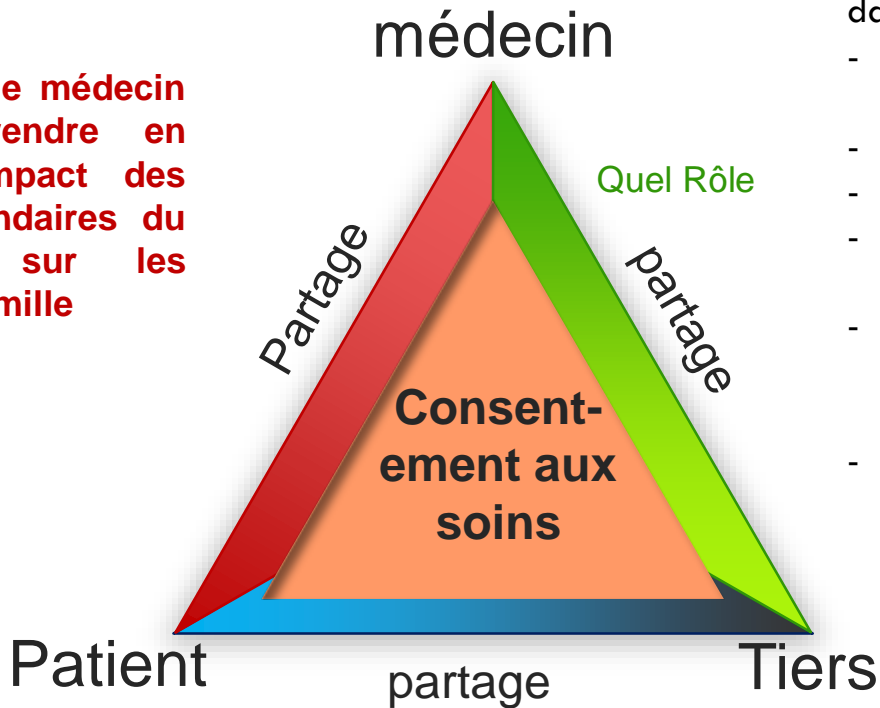 médecin
e médecin
endre en
mpact des
ndaires du
sur les
mille
Quel Rôle
Partage
partage
Consent-
ement aux
soins
Patient
Tiers
partage
-
-
-
-
-
-